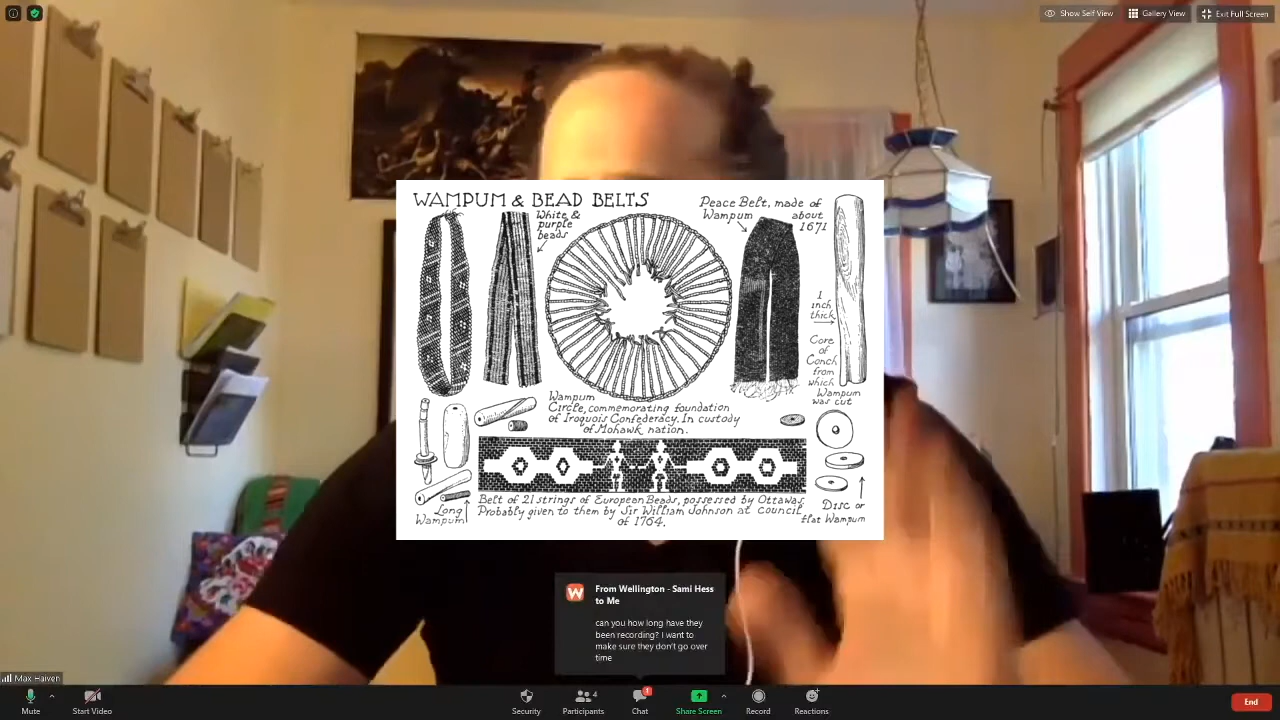 Show Self View
Gallery View
Exit Full Screen
WAMPUM & BEAD BELTS
White &
purple
beads
Peace Belt, made of
Wampum
about
1671
1
inch
thick
Core
of
Conch
from
which
Wampum
was cut
Wampum
Circle, commemorating foundation
of Iroquois Confederacy. In custody
of Mohawk nation.
Belt of 21 strings of European Beads, possessed by Ottawas.
Probably given to them by Sir William Johnson at council
of 1764.
Long
Wampum
Disc or
flat Wampum
W
From Wellington - Sami Hess
to Me
can you how long have they
been recording? I want to
make sure they don't go over
time
Max Haiven
Mute
Start Video
Security
Participants
4
Chat
1
Share Screen
Record
Reactions
End